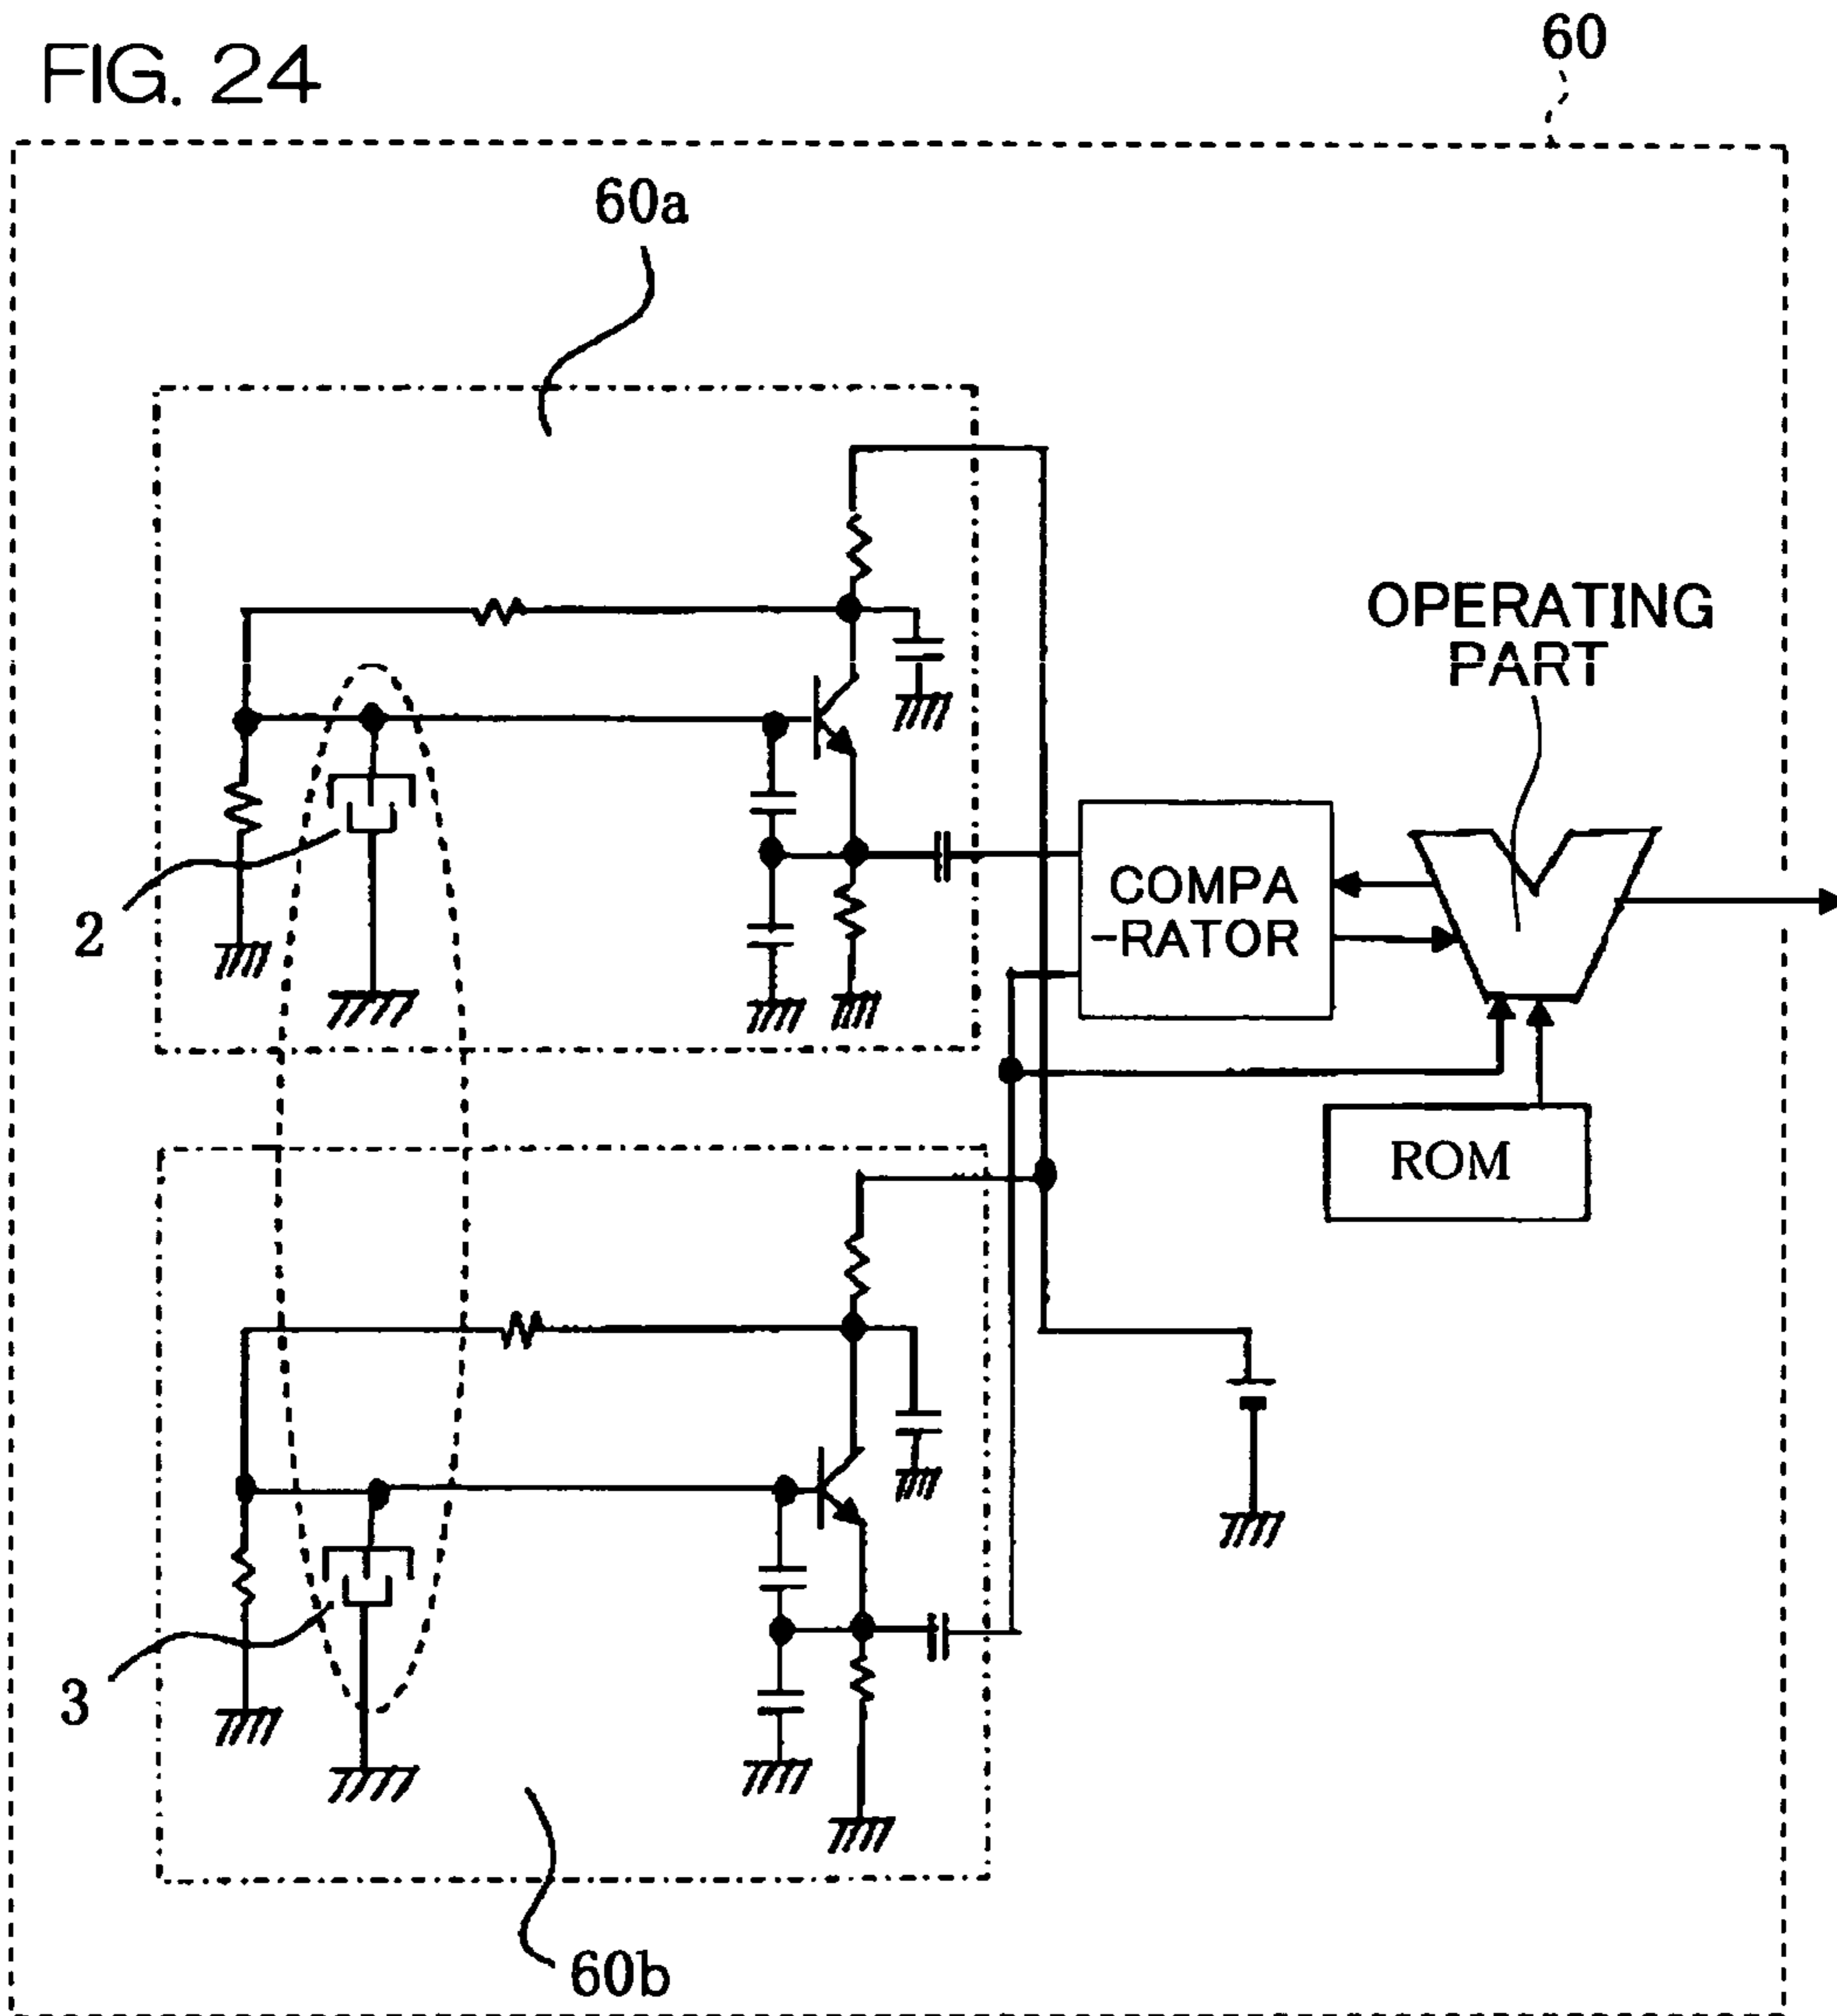 FIG. 24
60
60a
OPERATING
PART
2
COMPA
-RATOR
ROM
3
60b